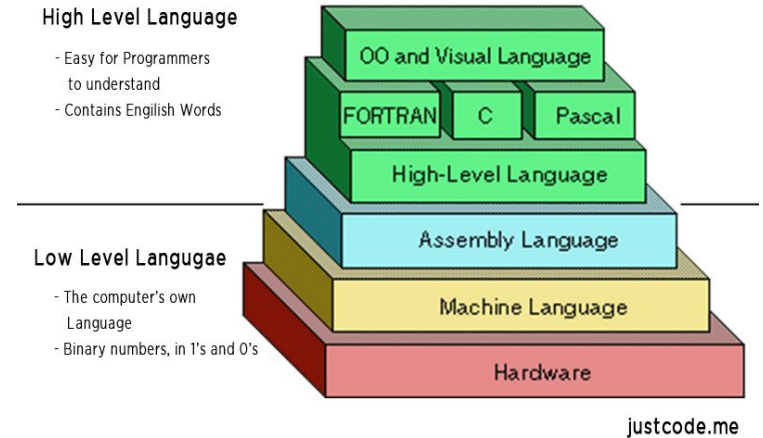 High Level Language
- Easy for Programmers
to understand
- Contains Engilish Words
OO and Visual Language
FORTRAN
C
Pascal
High-Level Language
Assembly Language
Low Level Langugae
- The computer's own
Language
- Binary numbers, in 1's and 0's
Machine Language
Hardware
justcode.me